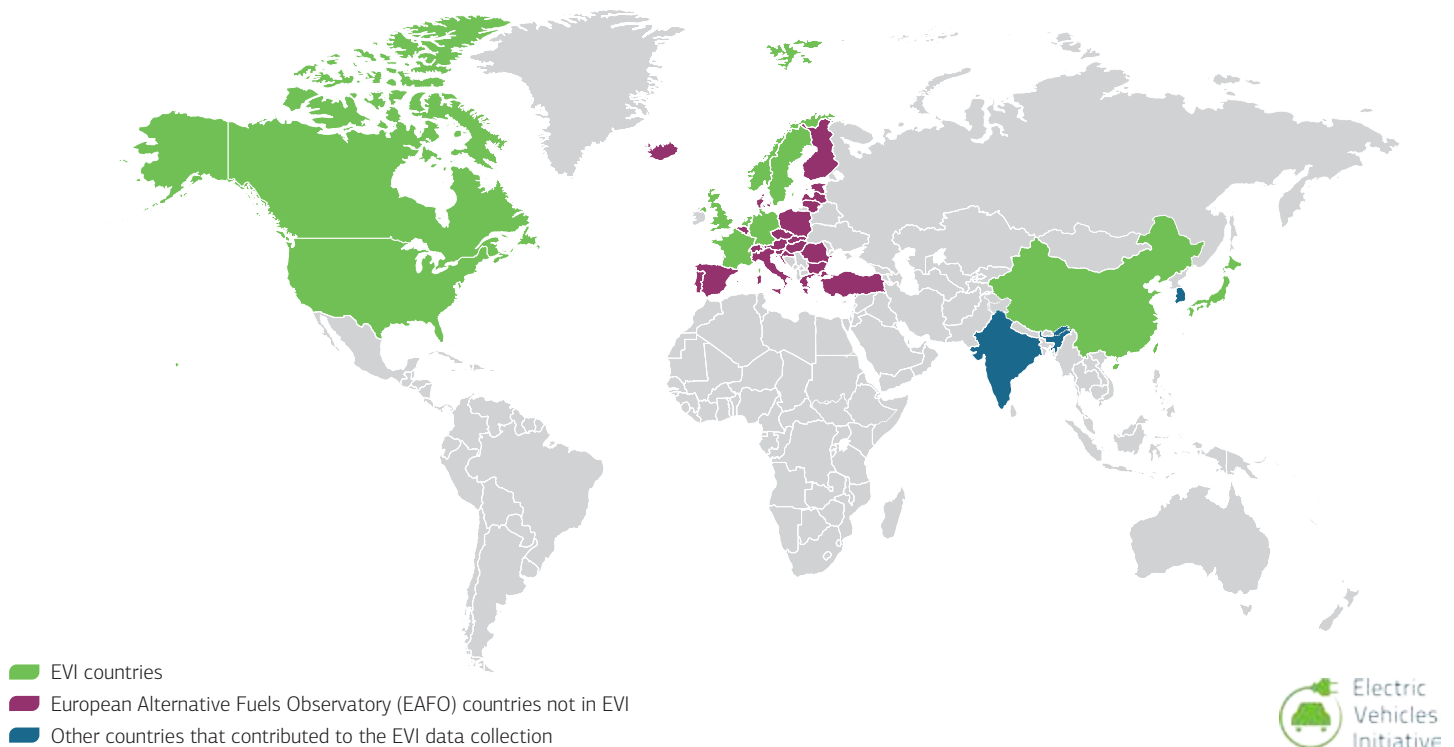 EVI countries
European Alternative Fuels Observatory (EAFO) countries not in EVI
Other countries that contributed to the EVI data collection
Electric
Vehicles
Initiative